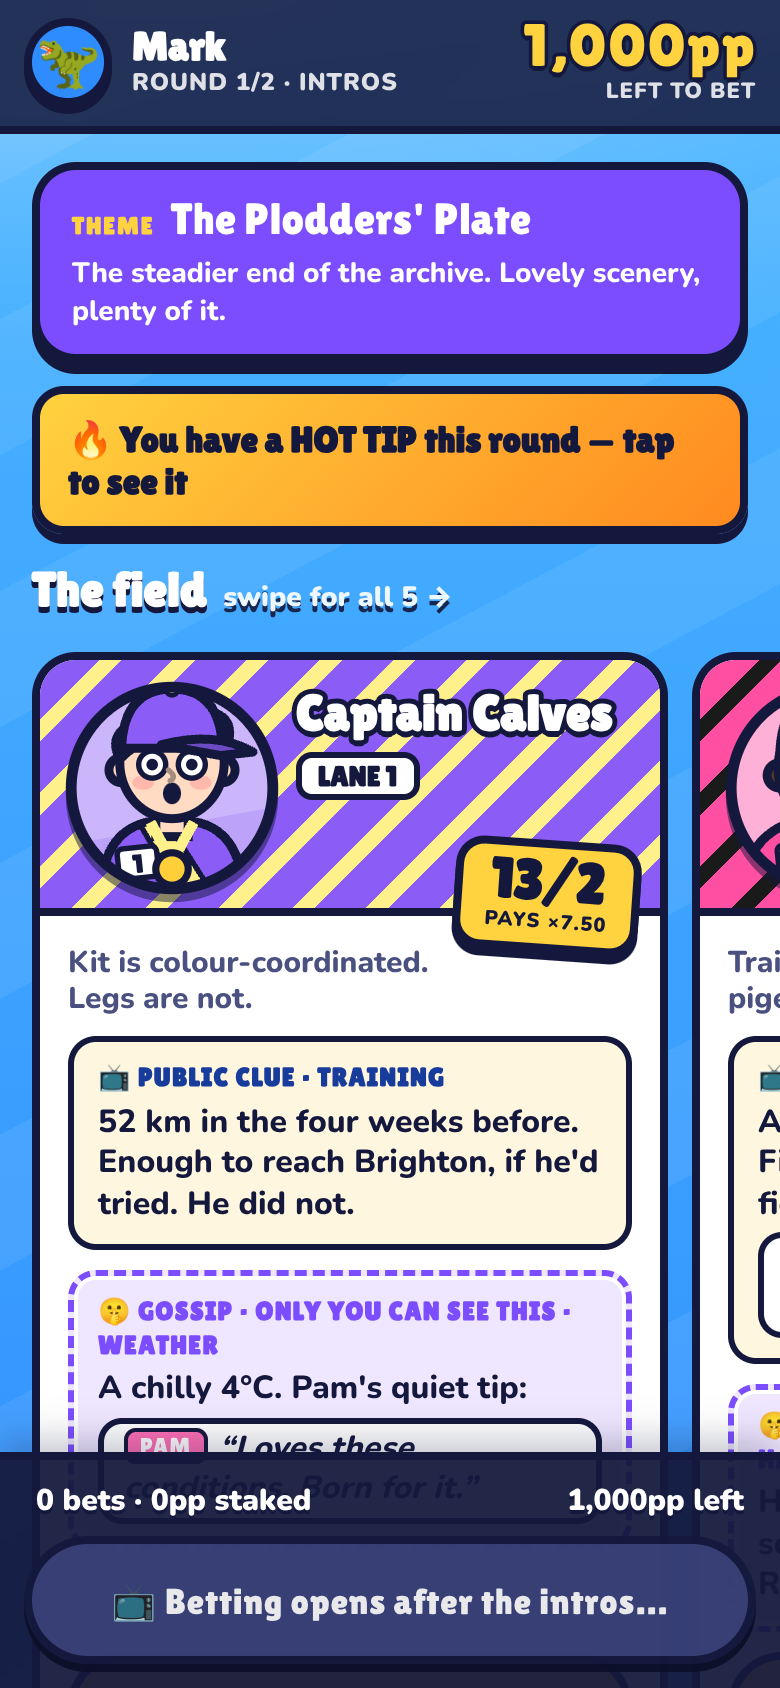 Mark
ROUND 1/2 · INTROS
1,000pp
LEFT TO BET
THEME The Plodders' Plate
The steadier end of the archive. Lovely scenery,
plenty of it.
🔥 You have a HOT TIP this round — tap
to see it
The field swipe for all 5 →
Captain Calves
LANE 1
1
13/2
PAYS ×7.50
Kit is colour-coordinated.
Legs are not.
📺 PUBLIC CLUE · TRAINING
52 km in the four weeks before.
Enough to reach Brighton, if he'd
tried. He did not.
🤫 GOSSIP · ONLY YOU CAN SEE THIS ·
WEATHER
A chilly 4°C. Pam's quiet tip:
PAM “Loves these
conditions. Born for it.”
Trai
pige
A
Fi
fi
0 bets · 0pp staked
1,000pp left
📺 Betting opens after the intros...